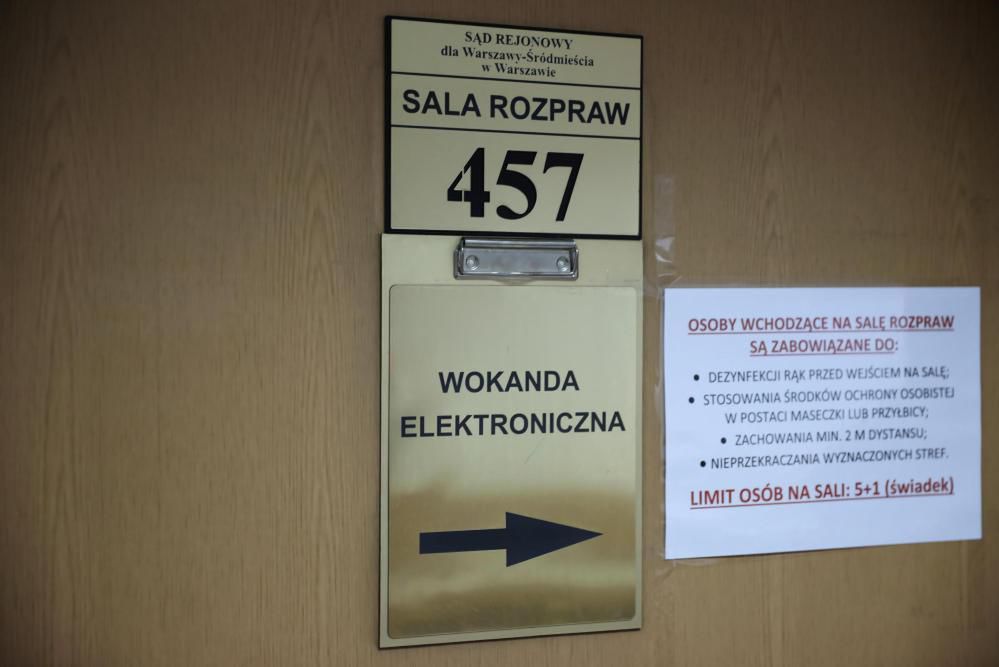 SĄD REJONOWY
dla Warszawy-Śródmieścia
w Warszawie
SALA ROZPRAW
457
WOKANDA
ELEKTRONICZNA
OSOBY WCHODZĄCE NA SALĘ ROZPRAW
SĄ ZABOWIĄZANE DO:
• DEZYNFEKCJI RĄK PRZED WEJŚCIEM NA SALĘ;
• STOSOWANIA ŚRODKÓW OCHRONY OSOBISTEJ
W POSTACI MASECZKI LUB PRZYŁBICY;
• ZACHOWANIA MIN. 2 M DYSTANSU;
• NIEPRZEKRACZANIA WYZNACZONYCH STREF.
LIMIT OSÓB NA SALI: 5+1 (świadek)